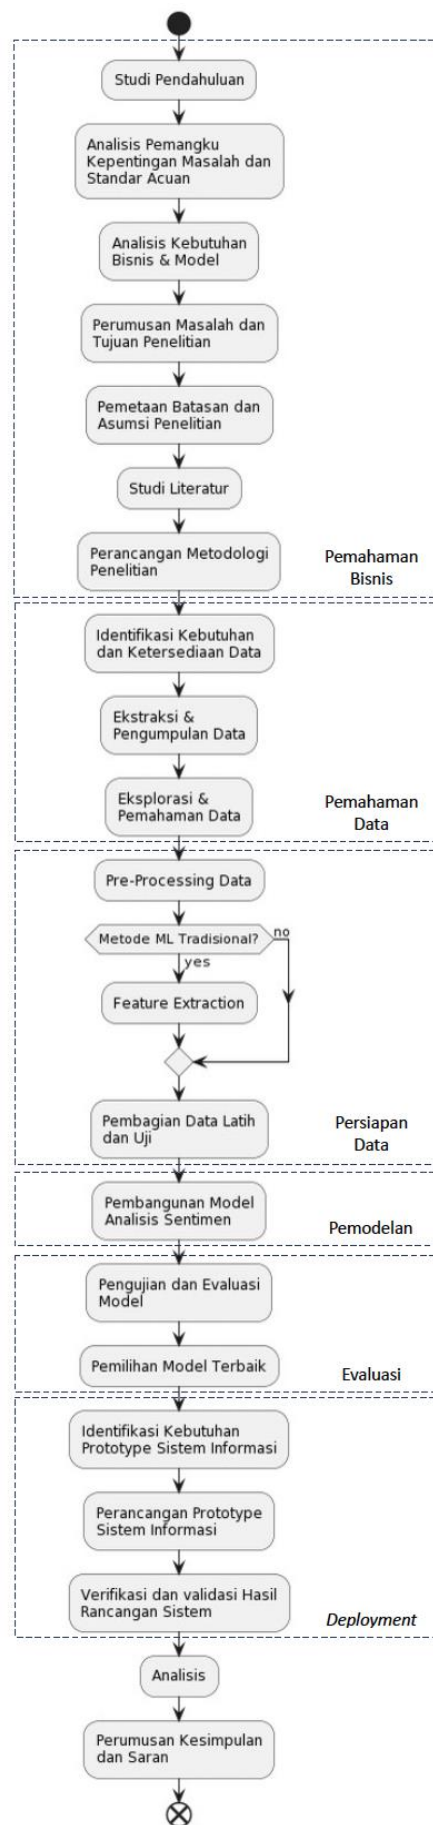 Studi Pendahuluan
Analisis Pemangku
Kepentingan Masalah dan
Standar Acuan
Analisis Kebutuhan
Bisnis & Model
Perumusan Masalah dan
Tujuan Penelitian
Pemetaan Batasan dan
Asumsi Penelitian
Studi Literatur
Perancangan Metodologi
Penelitian
Pemahaman
Bisnis
Identifikasi Kebutuhan
dan Ketersediaan Data
Ekstraksi &
Pengumpulan Data
Eksplorasi &
Pemahaman Data
Pemahaman
Data
Pre-Processing Data
Metode ML Tradisional?
no
yes
Feature Extraction
Pembagian Data Latih
dan Uji
Persiapan
Data
Pembangunan Model
Analisis Sentimen
Pemodelan
Pengujian dan Evaluasi
Model
Pemilihan Model Terbaik
Evaluasi
Identifikasi Kebutuhan
Prototype Sistem Informasi
Perancangan Prototype
Sistem Informasi
Verifikasi dan validasi Hasil
Rancangan Sistem
Deployment
Analisis
Perumusan Kesimpulan
dan Saran